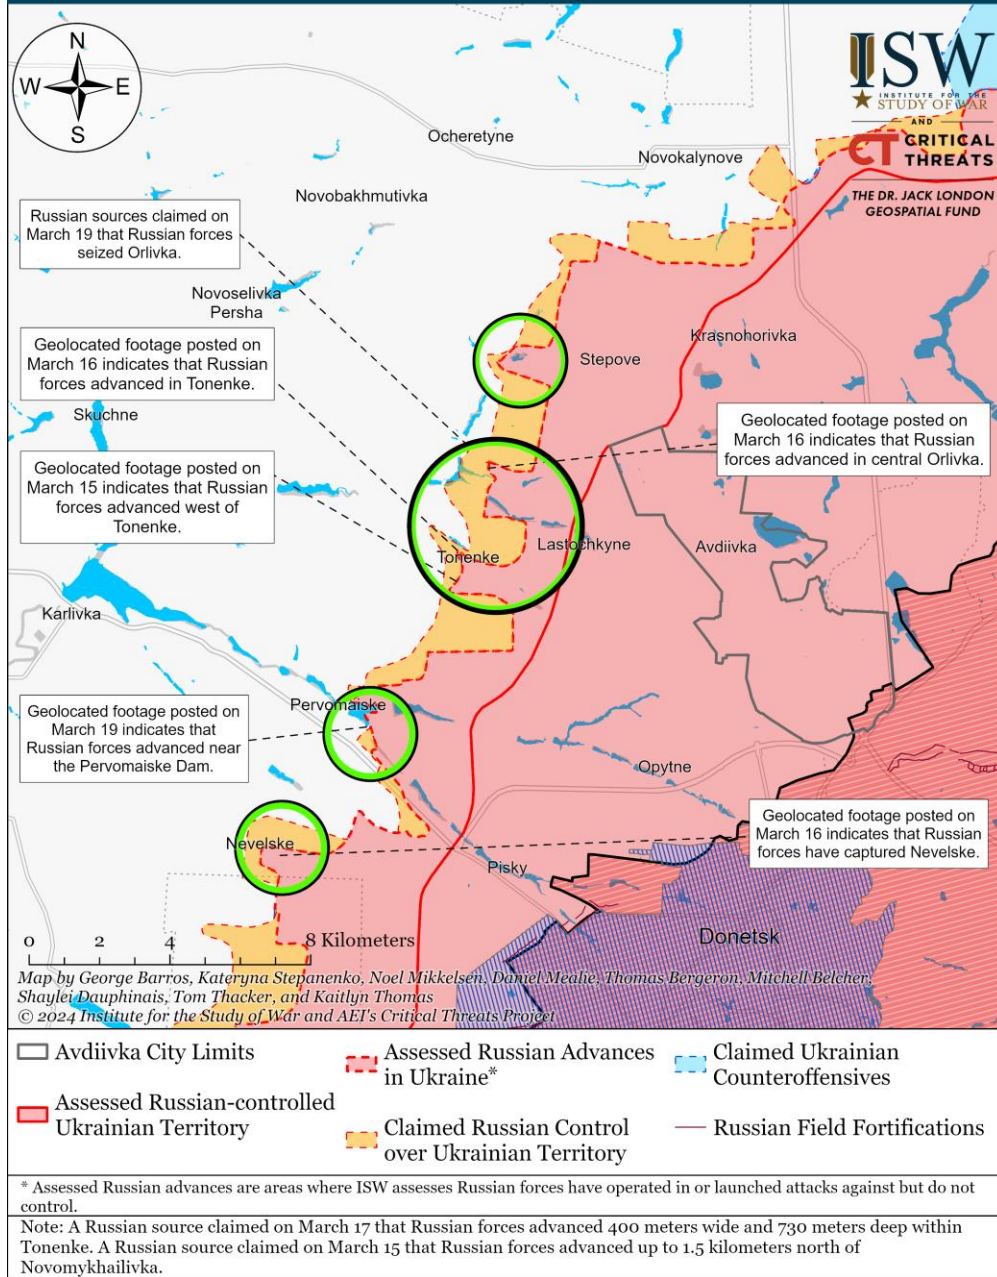 N
W
E
S
ISW
INSTITUTE FOR THE
STUDY OF WAR
AND
CT CRITICAL
THREATS
THE DR. JACK LONDON
GEOSPATIAL FUND
Ocheretyne
Novokalynove
Novobakhmutivka
Russian sources claimed on
March 19 that Russian forces
seized Orlivka.
Novoselivka
Persha
Krasnohorivka
Geolocated footage posted on
March 16 indicates that Russian
forces advanced in Tonenke.
Stepove
Skuchne
Geolocated footage posted on
March 16 indicates that Russian
forces advanced in central Orlivka.
Geolocated footage posted on
March 15 indicates that Russian
forces advanced west of
Tonenke.
Lastochkyne
Avdiivka
Tonenke
Karlivka
Pervomaiske
Geolocated footage posted on
March 19 indicates that
Russian forces advanced near
the Pervomaiske Dam.
Opytne
Geolocated footage posted on
March 16 indicates that Russian
forces have captured Nevelske.
Nevelske
Pisky
Donetsk
0 2 4 8 Kilometers
Map by George Barros, Kateryna Stepanenko, Noel Mikkelsen, Daniel Mealie, Thomas Bergeron, Mitchell Belcher,
Shaylei Dauphinais, Tom Thacker, and Kaitlyn Thomas
© 2024 Institute for the Study of War and AEI's Critical Threats Project
Avdiivka City Limits
Assessed Russian-controlled
Ukrainian Territory
Assessed Russian Advances
in Ukraine*
Claimed Russian Control
over Ukrainian Territory
Claimed Ukrainian
Counteroffensives
Russian Field Fortifications
* Assessed Russian advances are areas where ISW assesses Russian forces have operated in or launched attacks against but do not
control.
Note: A Russian source claimed on March 17 that Russian forces advanced 400 meters wide and 730 meters deep within
Tonenke. A Russian source claimed on March 15 that Russian forces advanced up to 1.5 kilometers north of
Novomykhailivka.